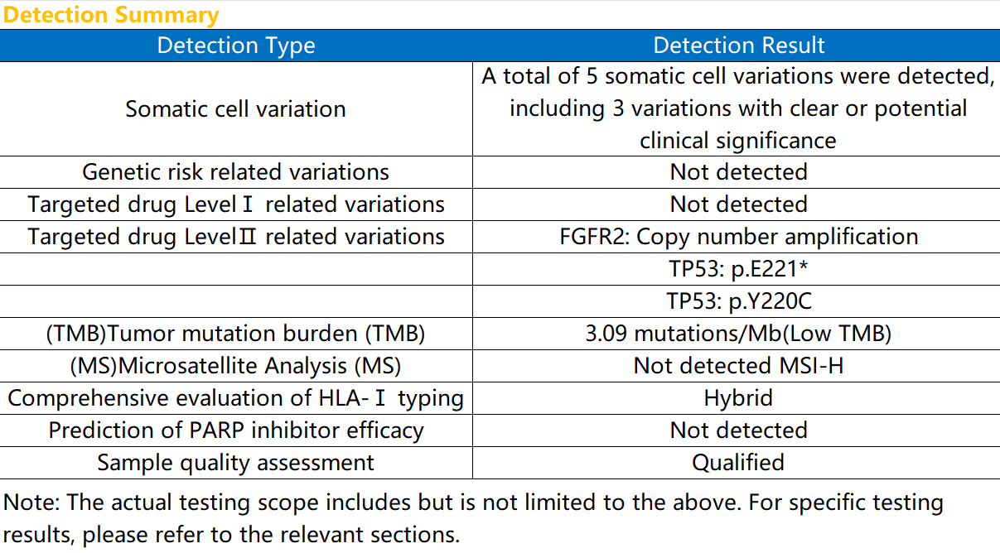 Detection Summary
Detection Type
Detection Result
Somatic cell variation
A total of 5 somatic cell variations were detected,
including 3 variations with clear or potential
clinical significance
Genetic risk related variations
Not detected
Targeted drug Level Ⅰ related variations
Not detected
Targeted drug Level Ⅱ related variations
FGFR2: Copy number amplification
TP53: p.E221*
TP53: p.Y220C
(TMB)Tumor mutation burden (TMB)
3.09 mutations/Mb(Low TMB)
(MS)Microsatellite Analysis (MS)
Not detected MSI-H
Comprehensive evaluation of HLA-Ⅰ typing
Hybrid
Prediction of PARP inhibitor efficacy
Not detected
Sample quality assessment
Qualified
Note: The actual testing scope includes but is not limited to the above. For specific testing
results, please refer to the relevant sections.